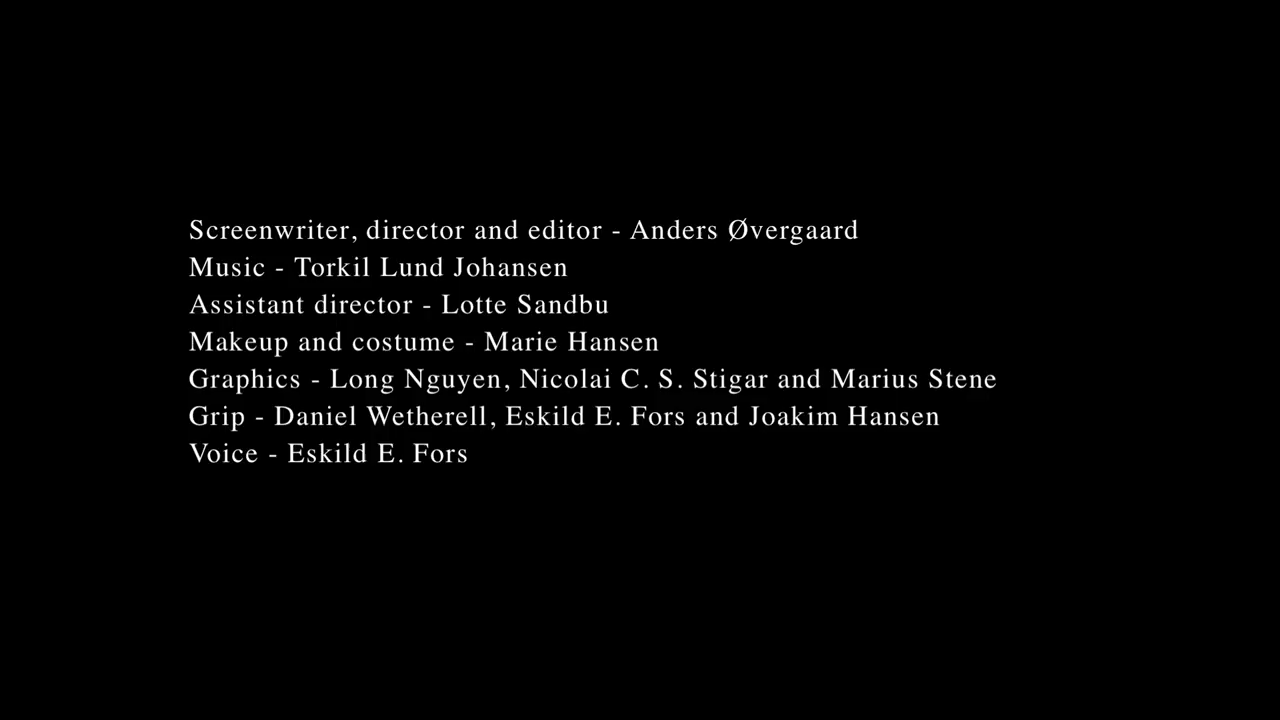 Screenwriter, director and editor - Anders Øvergaard
Music - Torkil Lund Johansen
Assistant director - Lotte Sandbu
Makeup and costume - Marie Hansen
Graphics - Long Nguyen, Nicolai C. S. Stigar and Marius Stene
Grip - Daniel Wetherell, Eskild E. Fors and Joakim Hansen
Voice - Eskild E. Fors